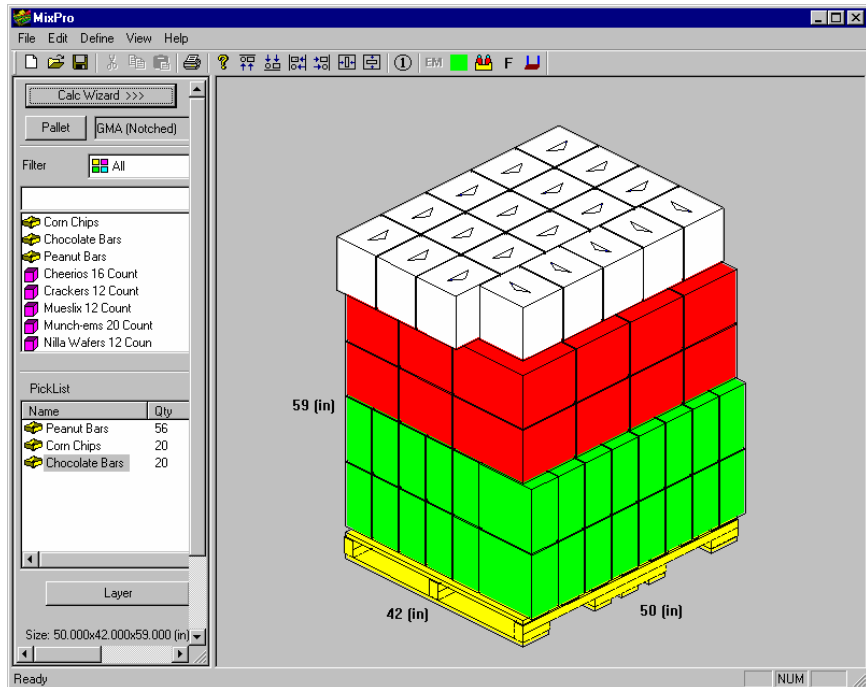 MixPro
File Edit Define View Help
EM F
Calc Wizard >>>
Pallet GMA (Notched)
Filter All
Corn Chips
Chocolate Bars
Peanut Bars
Cheerios 16 Count
Crackers 12 Count
Mueslix 12 Count
Munch-ems 20 Count
Nilla Wafers 12 Coun
PickList
Name Qty
Peanut Bars 56
Corn Chips 20
Chocolate Bars 20
Layer
Size: 50.000x42.000x59.000 (in)
59 (in)
42 (in)
50 (in)
Ready NUM